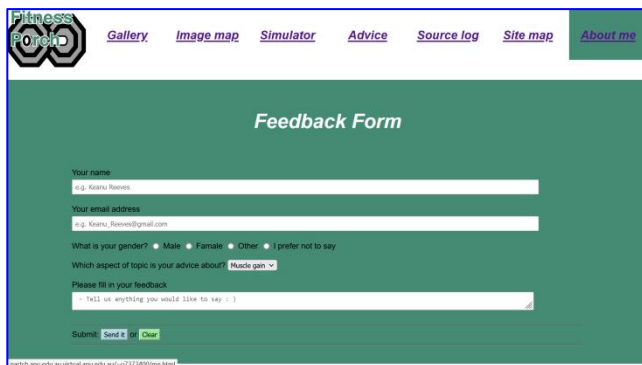 Fitness
Porch
Gallery Image map Simulator Advice Source log Site map About me
Feedback Form
Your name
e.g. Keanu Reeves
Your email address
e.g. Keanu_Reeves@gmail.com
What is your gender? Male Famale Other I prefer not to say
Which aspect of topic is your advice about? Muscle gain
Please fill in your feedback
- Tell us anything you would like to say : )
Submit: Send it or Clear